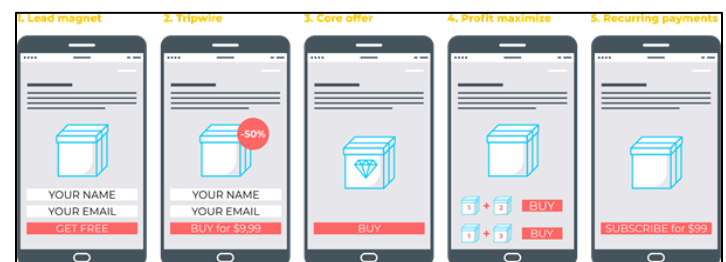 1. Lead magnet
2. Tripwire
3. Core offer
4. Profit maximize
5. Recurring payments
YOUR NAME
YOUR EMAIL
GET FREE
-50%
YOUR NAME
YOUR EMAIL
BUY for $9,99
BUY
1 + 2 BUY
1 + 3 BUY
SUBSCRIBE for $99